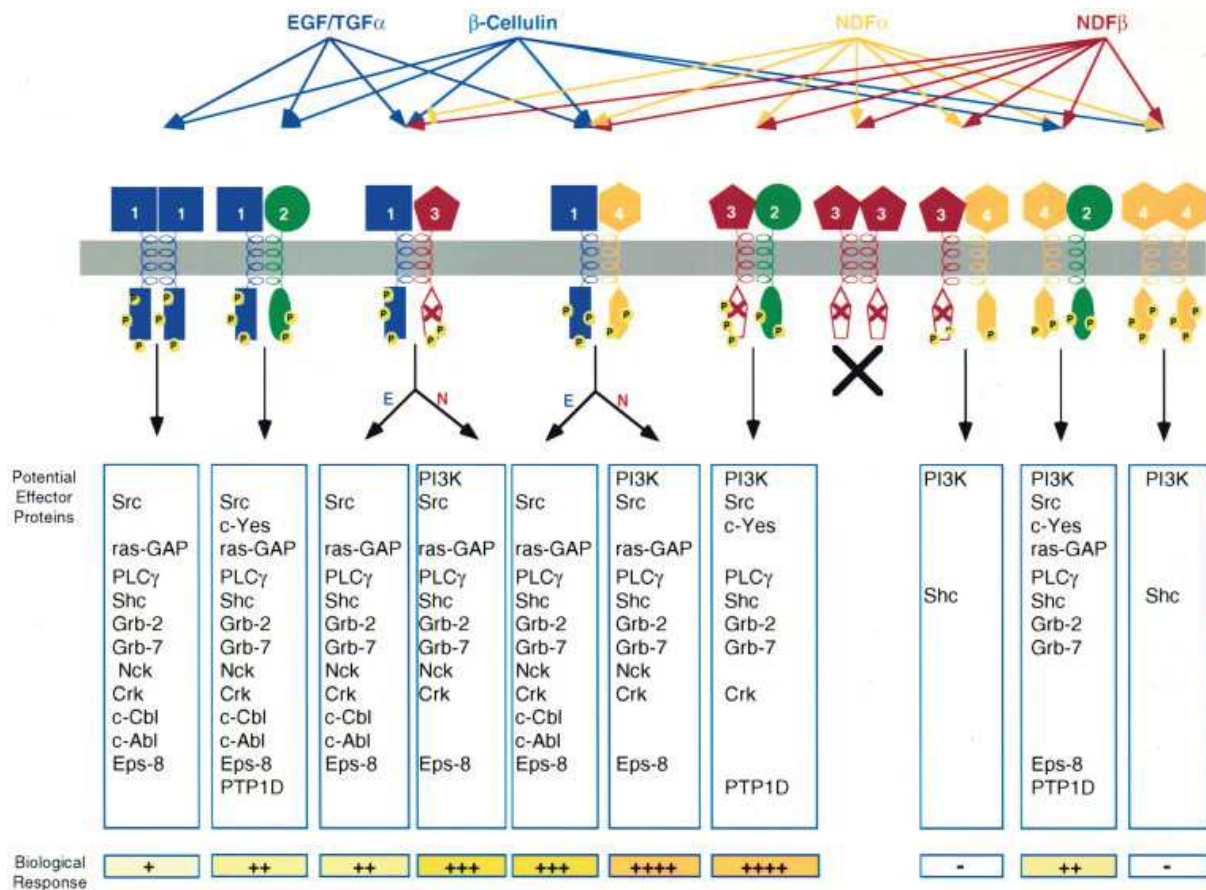 EGF/TGFα β-Cellulin NDFα NDFβ
1 1 1 2 1 3 1 4 3 2 3 3 3 4 4 2 4 4
P P P P P P P P P P P P P P P P P P P P P P P P P P P P P P
E N E N
Potential
Effector
Proteins
Src
ras-GAP
PLCγ
Shc
Grb-2
Grb-7
Nck
Crk
c-Cbl
c-Abl
Eps-8
Src
c-Yes
ras-GAP
PLCγ
Shc
Grb-2
Grb-7
Nck
Crk
c-Cbl
c-Abl
Eps-8
PTP1D
Src
ras-GAP
PLCγ
Shc
Grb-2
Grb-7
Nck
Crk
c-Cbl
c-Abl
Eps-8
PI3K
Src
ras-GAP
PLCγ
Shc
Grb-2
Grb-7
Nck
Crk
Eps-8
Src
ras-GAP
PLCγ
Shc
Grb-2
Grb-7
Nck
Crk
c-Cbl
c-Abl
Eps-8
PI3K
Src
ras-GAP
PLCγ
Shc
Grb-2
Grb-7
Nck
Crk
Eps-8
PI3K
Src
c-Yes
PLCγ
Shc
Grb-2
Grb-7
Crk
PTP1D
PI3K
Shc
PI3K
Src
c-Yes
ras-GAP
PLCγ
Shc
Grb-2
Grb-7
Eps-8
PTP1D
PI3K
Shc
Biological
Response
+ ++ ++ +++ +++ ++++ ++++ - ++ -